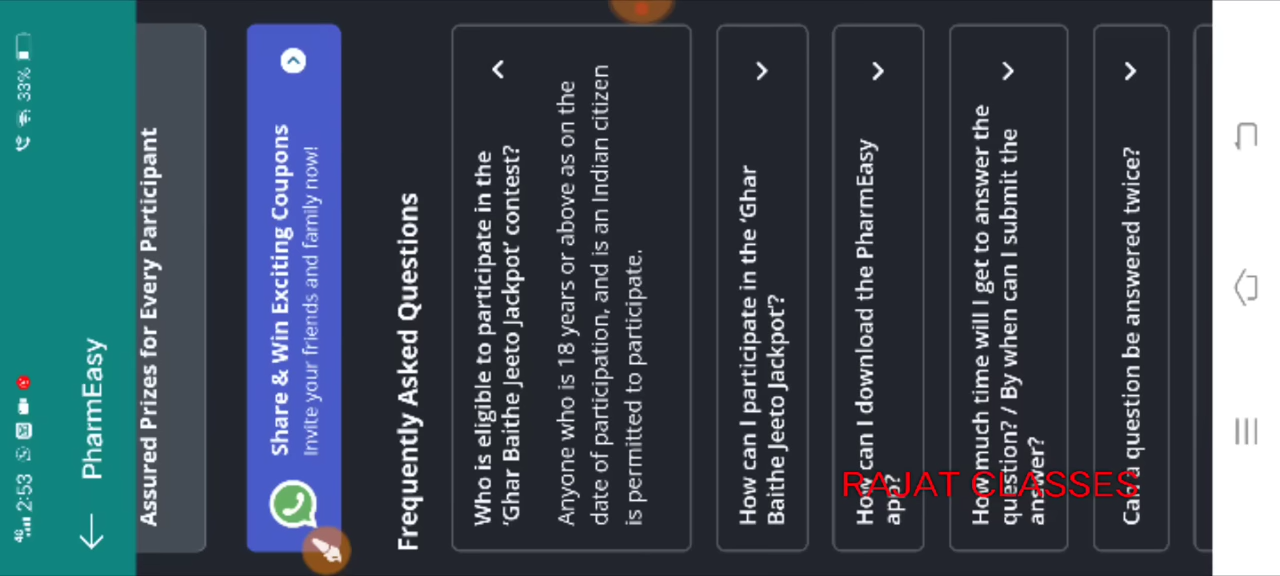 4G 2:53 33%
PharmEasy
Assured Prizes for Every Participant
Share & Win Exciting Coupons
Invite your friends and family now!
Frequently Asked Questions
Who is eligible to participate in the
‘Ghar Baithe Jeeto Jackpot’ contest?
Anyone who is 18 years or above as on the
date of participation, and is an Indian citizen
is permitted to participate.
How can I participate in the ‘Ghar
Baithe Jeeto Jackpot’?
How can I download the PharmEasy
app?
How much time will I get to answer the
question? / By when can I submit the
answer?
Can a question be answered twice?
RAJAT CLASSES